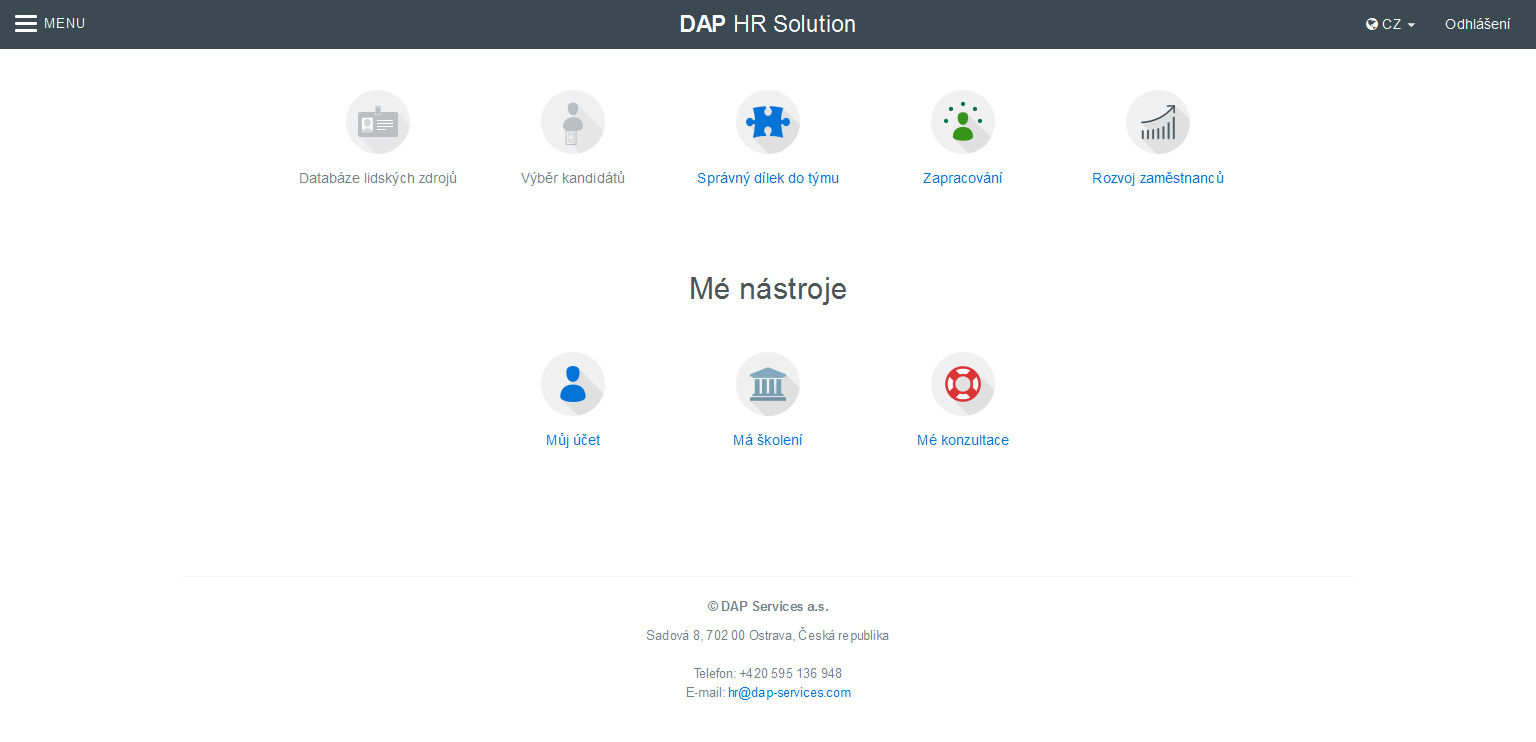 MENU
DAP HR Solution
CZ
Odhlášení
Databáze lidských zdrojů
Výběr kandidátů
Správný dílek do týmu
Zapracování
Rozvoj zaměstnanců
Mé nástroje
Můj účet
Má školení
Mé konzultace
© DAP Services a.s.
Sadová 8, 702 00 Ostrava, Česká republika
Telefon: +420 595 136 948
E-mail: hr@dap-services.com